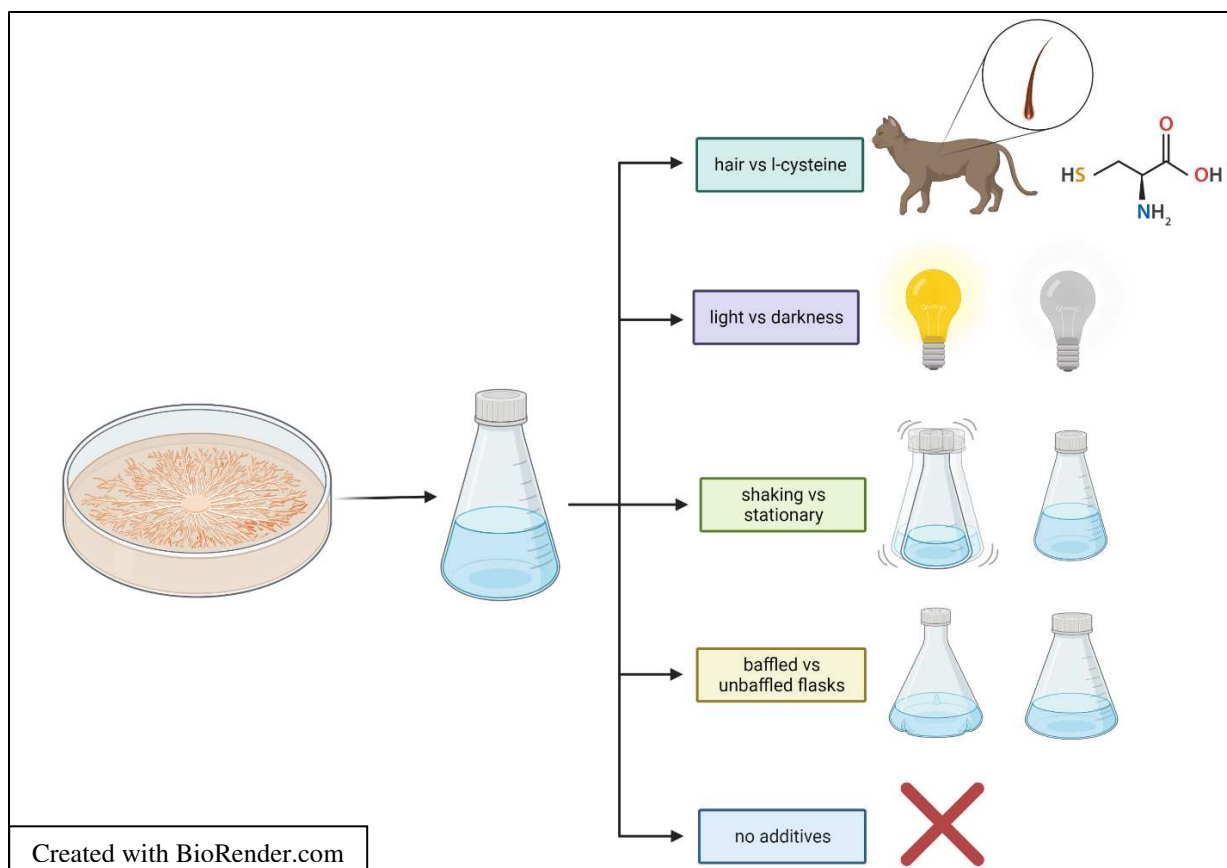 hair vs l-cysteine
O
HS
OH
NH₂
light vs darkness
shaking vs
stationary
baffled vs
unbaffled flasks
no additives
Created with BioRender.com